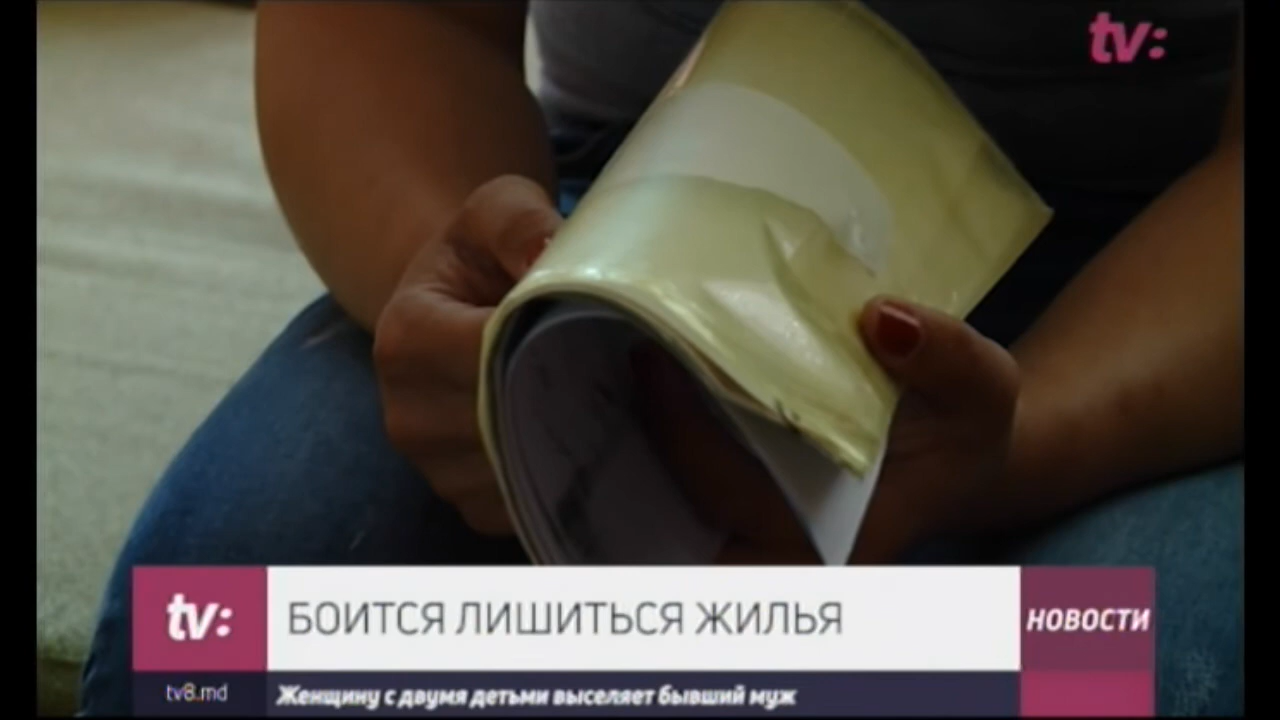 tv:
tv:
БОИТСЯ ЛИШИТЬСЯ ЖИЛЬЯ
НОВОСТИ
tv8.md
Женщину с двумя детьми выселяет бывший муж